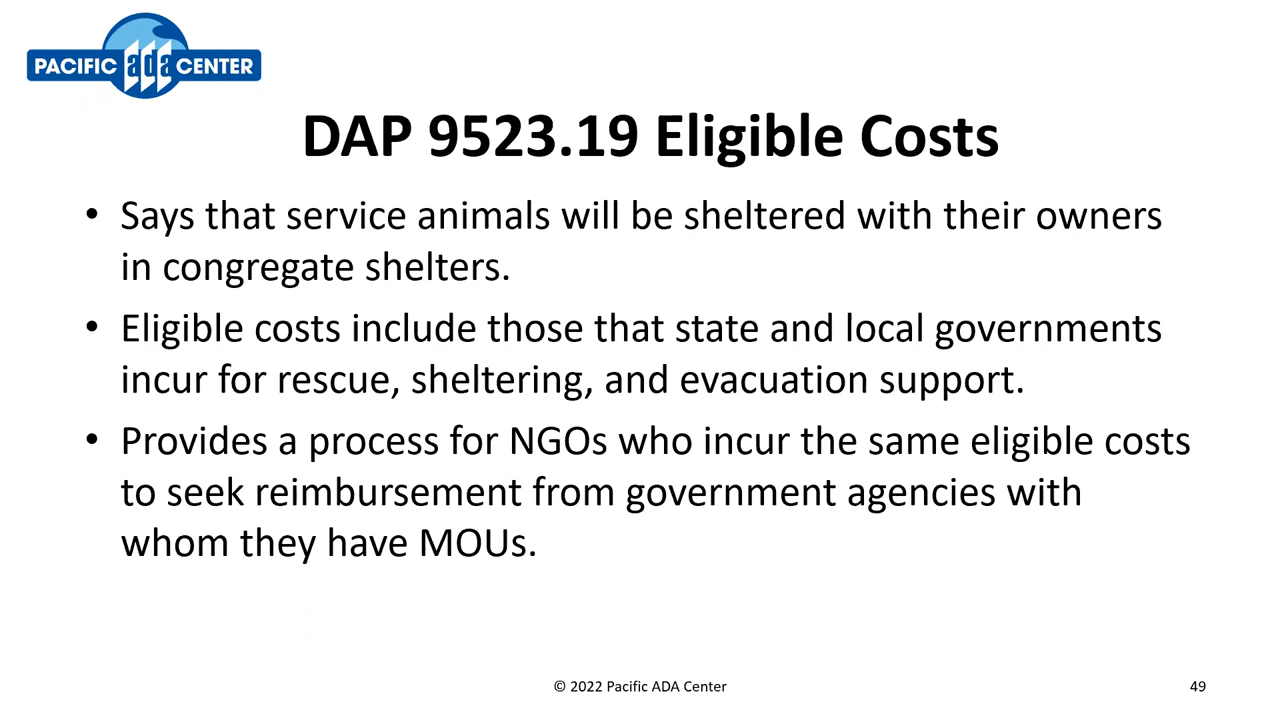 PACIFIC ada CENTER
DAP 9523.19 Eligible Costs
• Says that service animals will be sheltered with their owners
in congregate shelters.
• Eligible costs include those that state and local governments
incur for rescue, sheltering, and evacuation support.
• Provides a process for NGOs who incur the same eligible costs
to seek reimbursement from government agencies with
whom they have MOUs.
© 2022 Pacific ADA Center
49